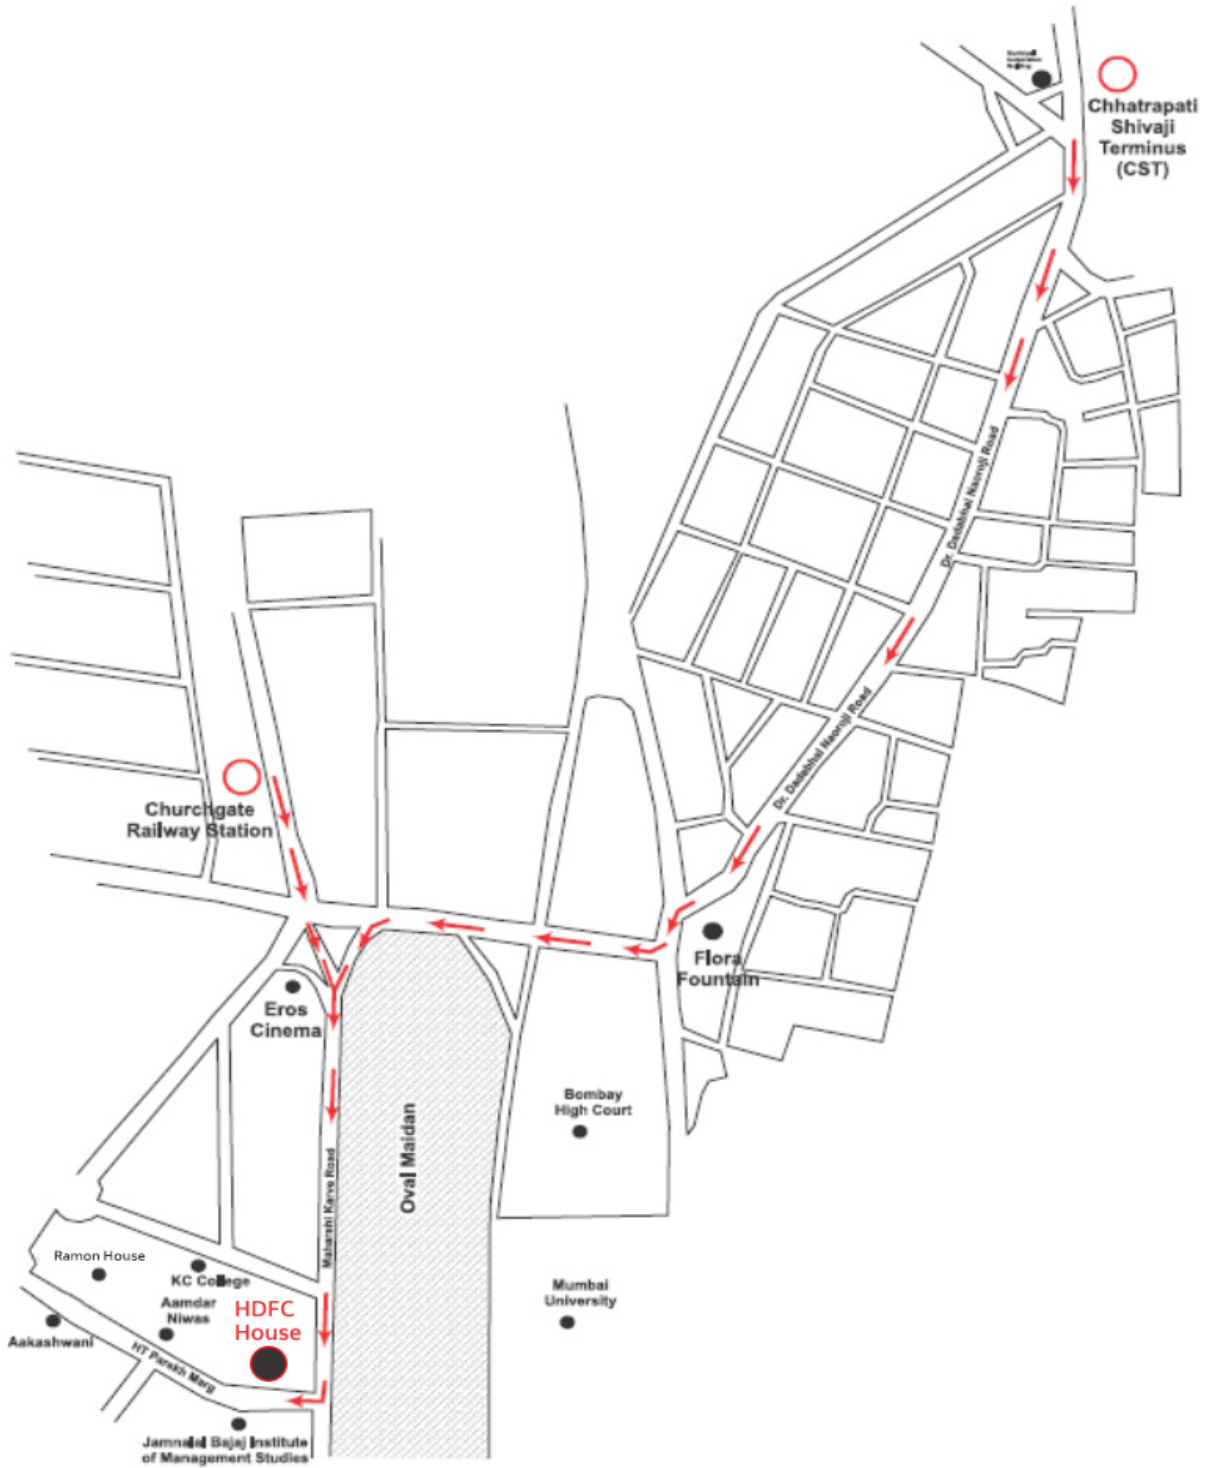 Chhatrapati
Shivaji
Terminus
(CST)
Dr. Dadabhai Naoroji Road
Dr. Dadabhai Naoroji Road
Churchgate
Railway Station
Flora
Fountain
Eros
Cinema
Bombay
High Court
Oval Maidan
Maharshi Karve Road
Ramon House
KC College
Aamdar
Niwas
HDFC
House
Mumbai
University
Aakashwani
HT Parekh Marg
Jamnalal Bajaj Institute
of Management Studies